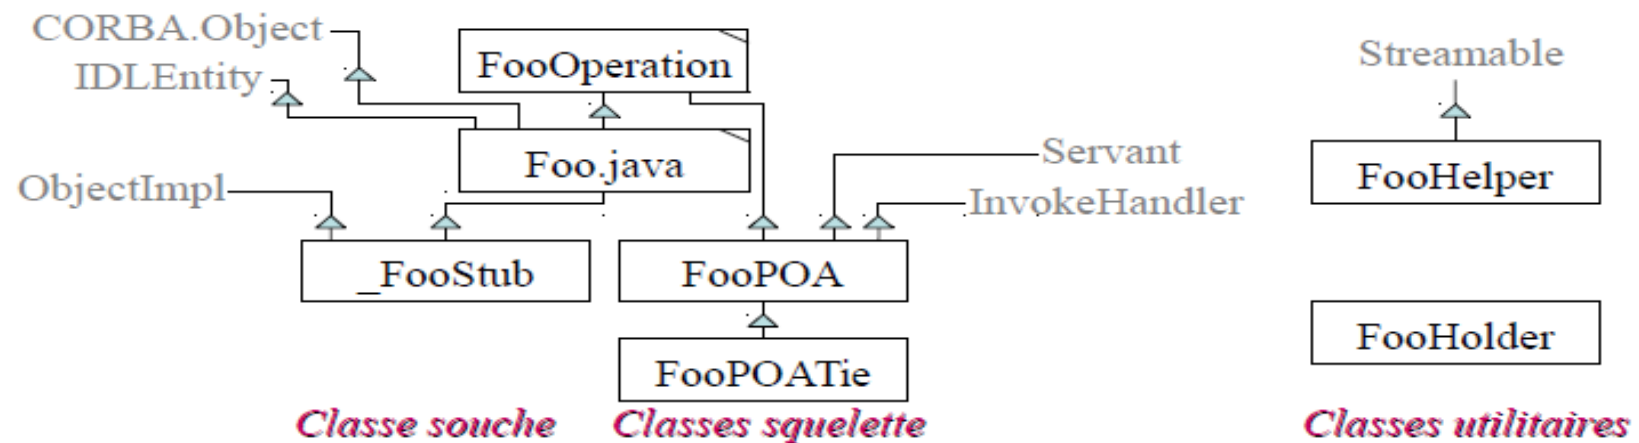 CORBA.Object
IDLEntity
FooOperation
Streamable
Foo.java
Servant
ObjectImpl
InvokeHandler
FooHelper
_FooStub
FooPOA
FooHolder
FooPOATie
Classe souche
Classes squelette
Classes utilitaires